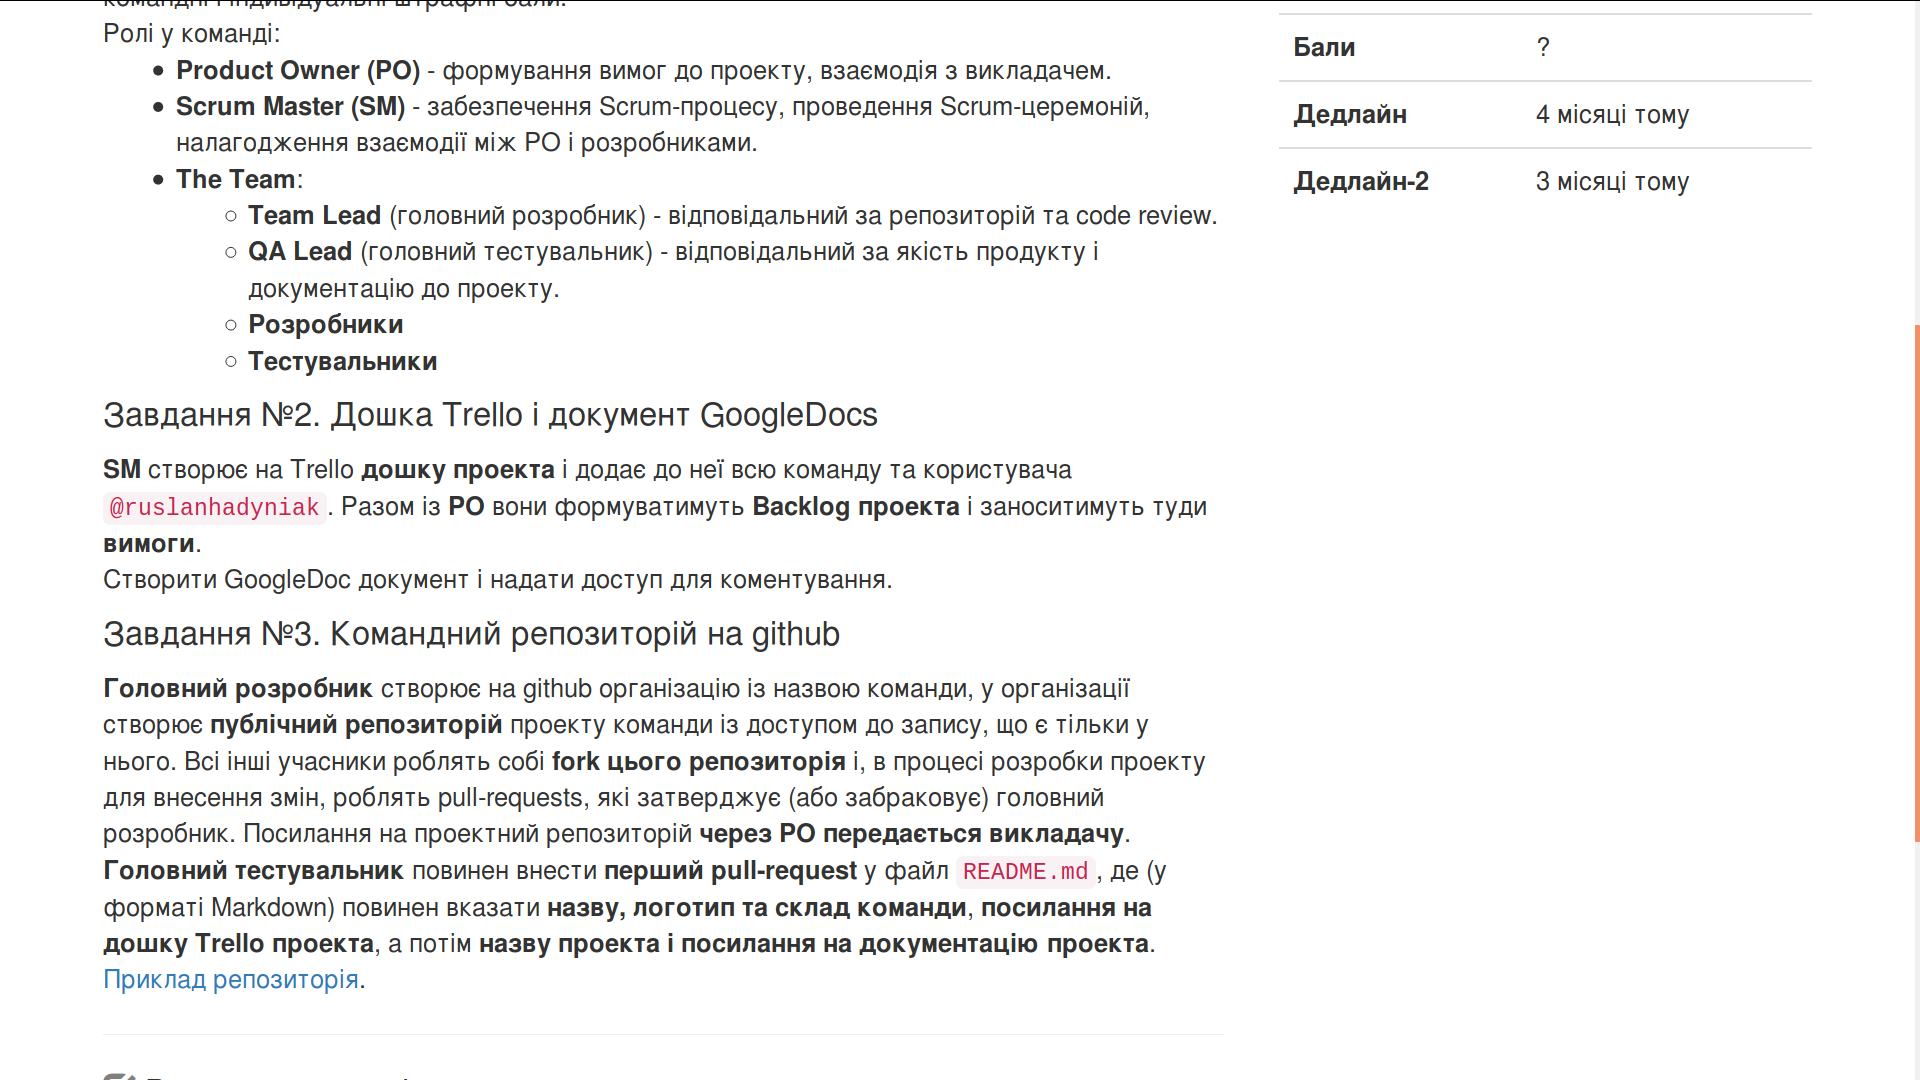 командні і індивідуальні штрафні бали.
Ролі у команді:
Product Owner (PO) - формування вимог до проекту, взаємодія з викладачем.
Scrum Master (SM) - забезпечення Scrum-процесу, проведення Scrum-церемоній,
налагодження взаємодії між PO і розробниками.
The Team:
Team Lead (головний розробник) - відповідальний за репозиторій та code review.
QA Lead (головний тестувальник) - відповідальний за якість продукту і
документацію до проекту.
Розробники
Тестувальники
Завдання №2. Дошка Trello і документ GoogleDocs
SM створює на Trello дошку проекта і додає до неї всю команду та користувача
@ruslanhadyniak. Разом із PO вони формуватимуть Backlog проекта і заноситимуть туди
вимоги.
Створити GoogleDoc документ і надати доступ для коментування.
Завдання №3. Командний репозиторій на github
Головний розробник створює на github організацію із назвою команди, у організації
створює публічний репозиторій проекту команди із доступом до запису, що є тільки у
нього. Всі інші учасники роблять собі fork цього репозиторія і, в процесі розробки проекту
для внесення змін, роблять pull-requests, які затверджує (або забраковує) головний
розробник. Посилання на проектний репозиторій через PO передається викладачу.
Головний тестувальник повинен внести перший pull-request у файл README.md, де (у
форматі Markdown) повинен вказати назву, логотип та склад команди, посилання на
дошку Trello проекта, а потім назву проекта і посилання на документацію проекта.
Приклад репозиторія.
Бали ?
Дедлайн 4 місяці тому
Дедлайн-2 3 місяці тому